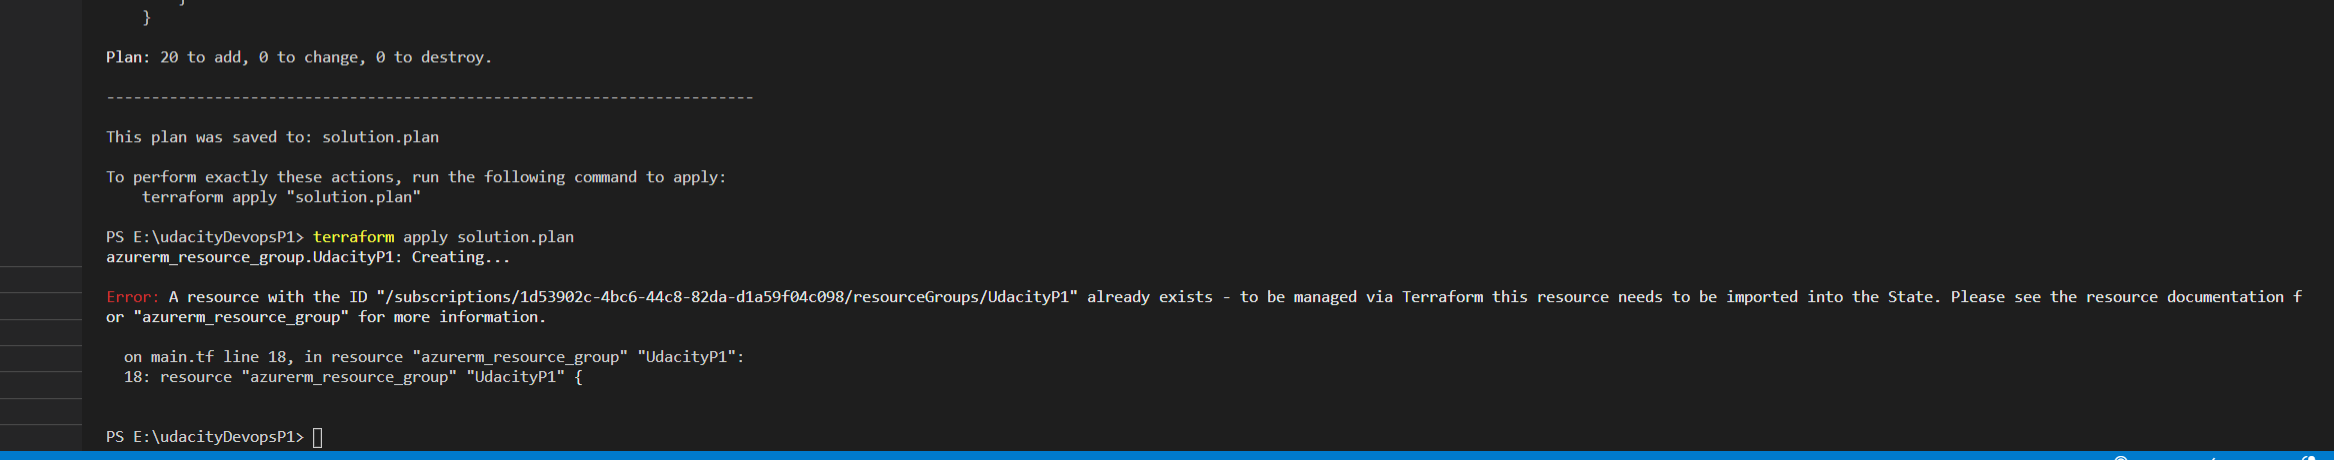 }
Plan: 20 to add, 0 to change, 0 to destroy.
------------------------------------------------------------------------
This plan was saved to: solution.plan
To perform exactly these actions, run the following command to apply:
terraform apply "solution.plan"
PS E:\udacityDevopsP1> terraform apply solution.plan
azurerm_resource_group.UdacityP1: Creating...
Error: A resource with the ID "/subscriptions/1d53902c-4bc6-44c8-82da-d1a59f04c098/resourceGroups/UdacityP1" already exists - to be managed via Terraform this resource needs to be imported into the State. Please see the resource documentation f
or "azurerm_resource_group" for more information.
on main.tf line 18, in resource "azurerm_resource_group" "UdacityP1":
18: resource "azurerm_resource_group" "UdacityP1" {
PS E:\udacityDevopsP1>